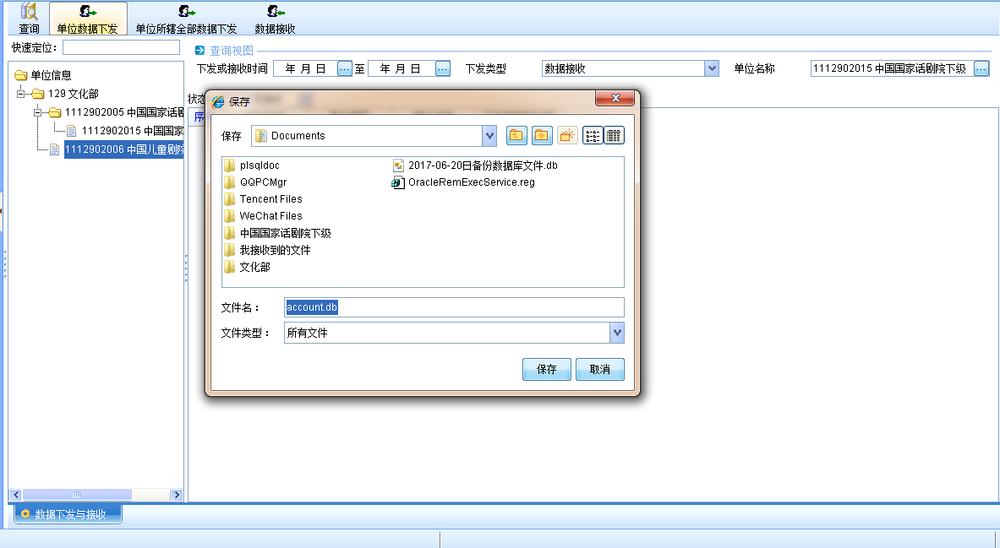 查询
单位数据下发
单位所辖全部数据下发
数据接收
快速定位:
查询视图
下发或接收时间 年 月 日 ... 至 年 月 日 ... 下发类型 数据接收 单位名称 1112902015 中国国家话剧院下级 ...
单位信息
129 文化部
1112902005 中国国家话剧
1112902015 中国国家
1112902006 中国儿童剧院
状态
序
保存
保存 Documents
plsqldoc
QQPCMgr
Tencent Files
WeChat Files
中国国家话剧院下级
我接收到的文件
文化部
2017-06-20日备份数据库文件.db
OracleRemExecService.reg
文件名: account.db
文件类型: 所有文件
保存 取消
数据下发与接收